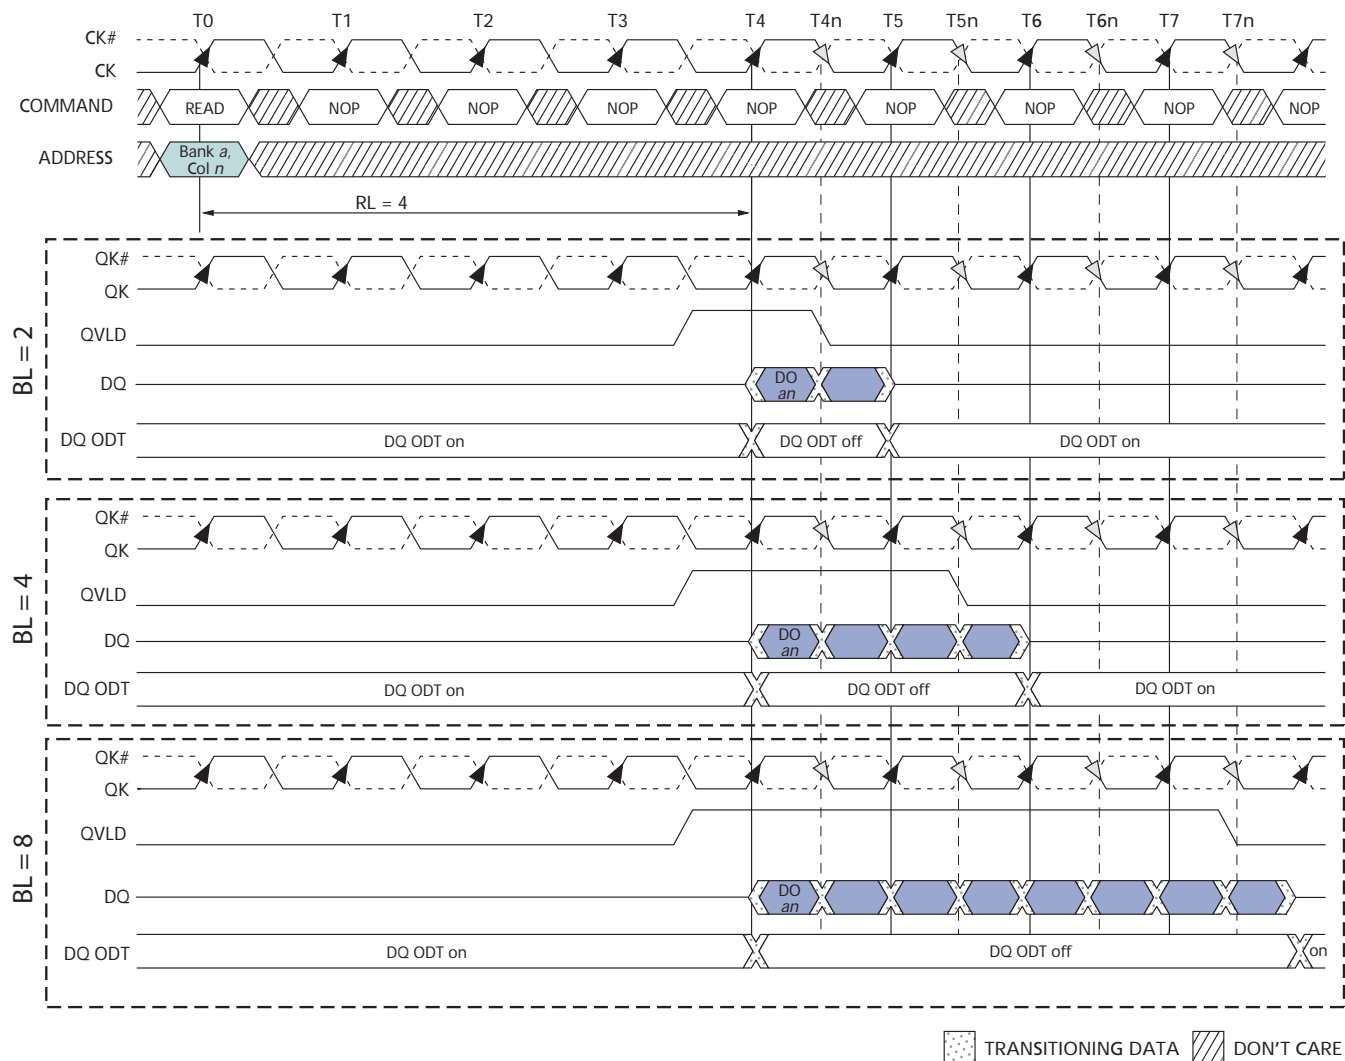 T0 T1 T2 T3 T4 T4n T5 T5n T6 T6n T7 T7n
CK#
CK
COMMAND READ NOP NOP NOP NOP NOP NOP NOP NOP
ADDRESS Bank a,
Col n
RL = 4
BL = 2
QK#
QK
QVLD
DQ DO
an
DQ ODT DQ ODT on DQ ODT off DQ ODT on
BL = 4
QK#
QK
QVLD
DQ DO
an
DQ ODT DQ ODT on DQ ODT off DQ ODT on
BL = 8
QK#
QK
QVLD
DQ DO
an
DQ ODT DQ ODT on DQ ODT off on
TRANSITIONING DATA DON'T CARE